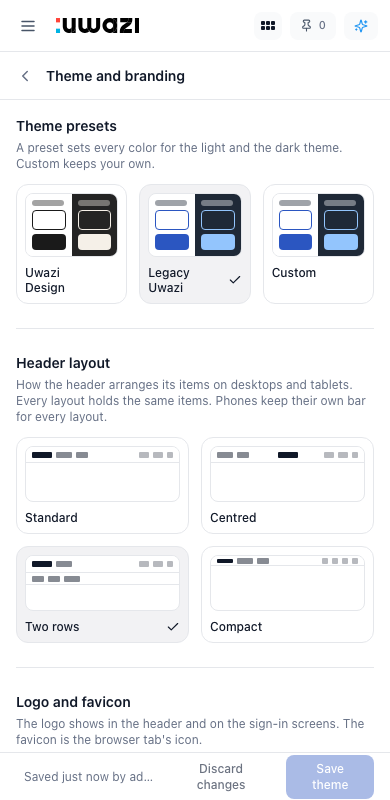 :uwazi
0
Theme and branding
Theme presets
A preset sets every color for the light and the dark theme.
Custom keeps your own.
Uwazi
Design
Legacy
Uwazi
Custom
Header layout
How the header arranges its items on desktops and tablets.
Every layout holds the same items. Phones keep their own bar
for every layout.
Standard
Centred
Two rows
Compact
Logo and favicon
The logo shows in the header and on the sign-in screens. The
favicon is the browser tab's icon.
Saved just now by ad...
Discard
changes
Save
theme